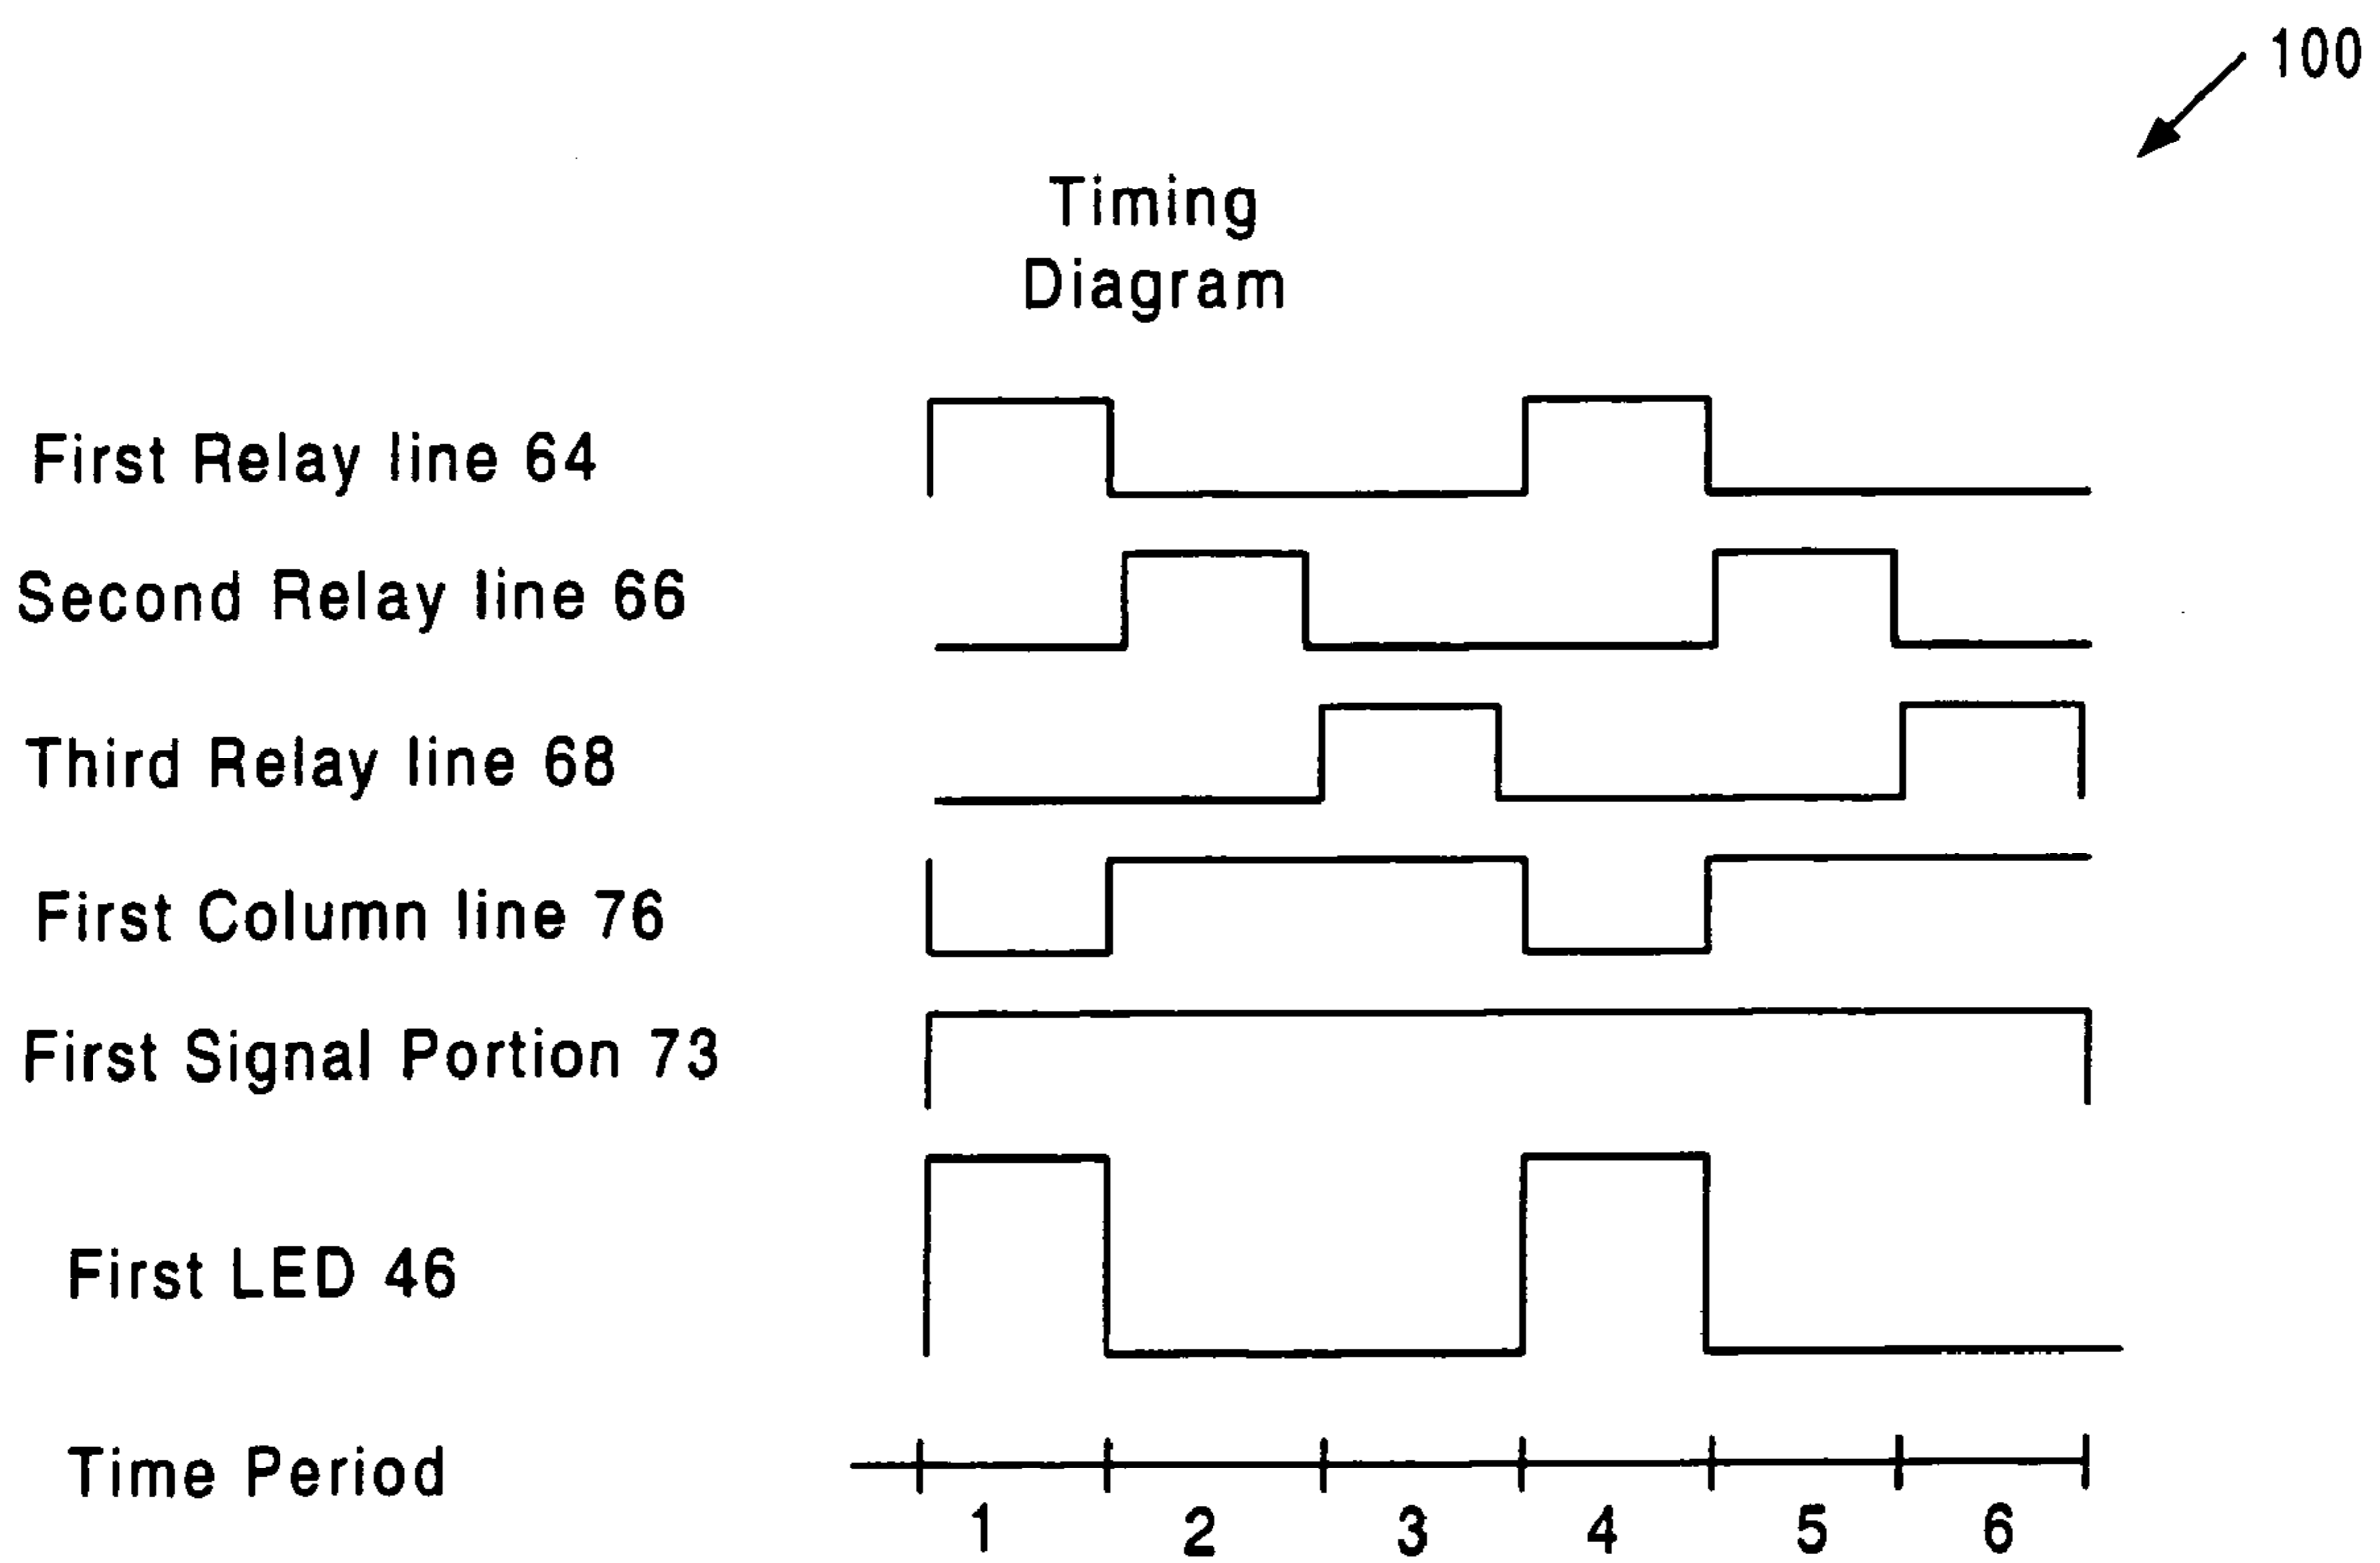 100
Timing
Diagram
First Relay line 64
Second Relay line 66
Third Relay line 68
First Column line 76
First Signal Portion 73
First LED 46
Time Period
1 2 3 4 5 6